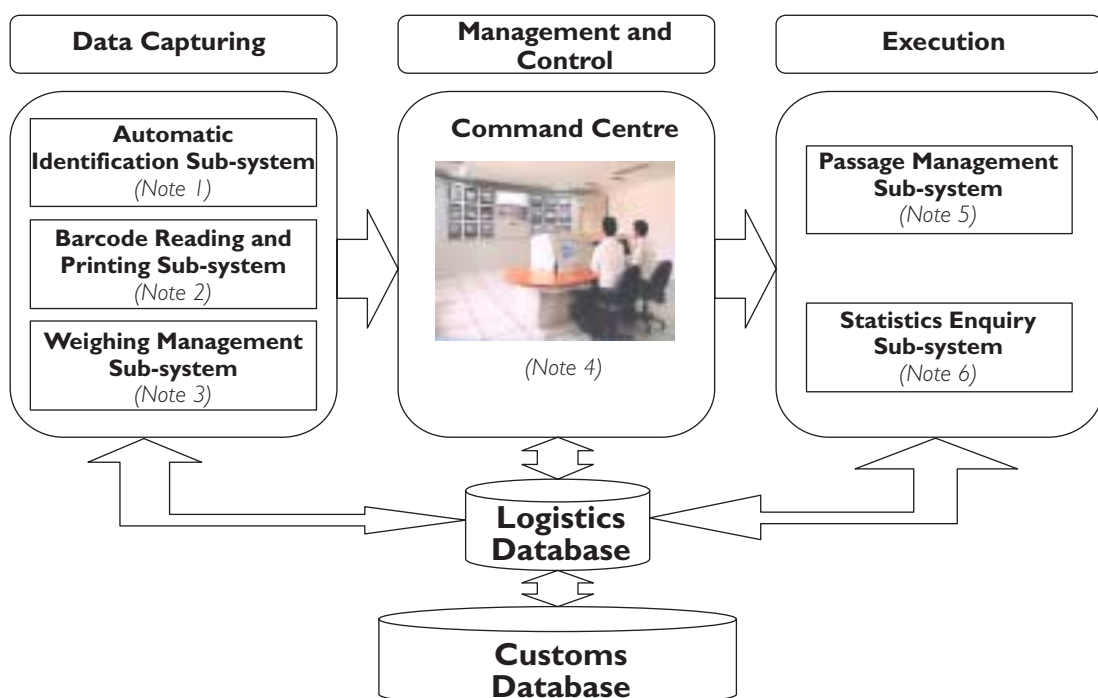 Data Capturing
Management and
Control
Execution
Automatic
Identification Sub-system
(Note 1)
Barcode Reading and
Printing Sub-system
(Note 2)
Weighing Management
Sub-system
(Note 3)
Command Centre
(Note 4)
Passage Management
Sub-system
(Note 5)
Statistics Enquiry
Sub-system
(Note 6)
Logistics
Database
Customs
Database